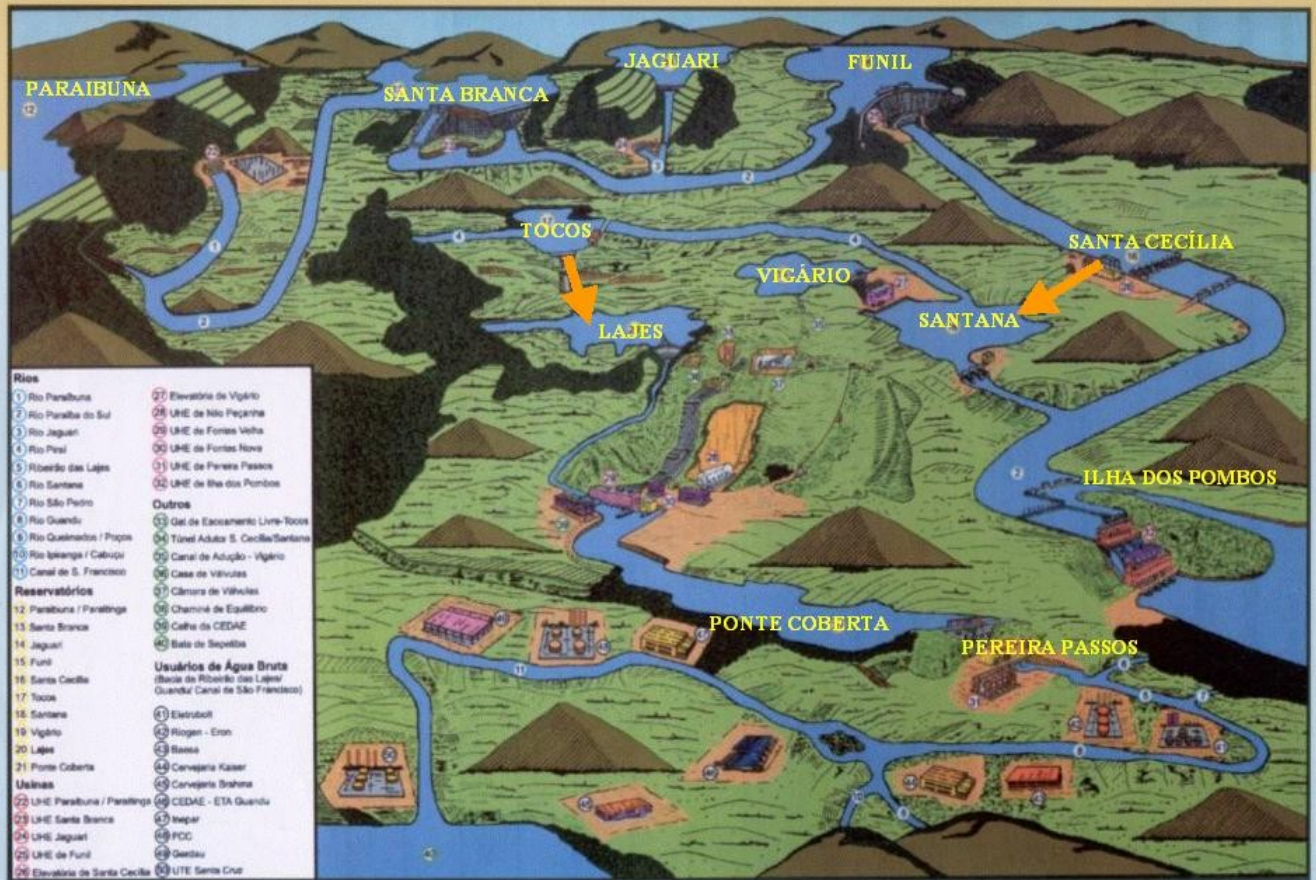 JAGUARI
FUNIL
PARAIBUNA
SANTA BRANCA
TOCOS
SANTA CECÍLIA
VIGÁRIO
SANTANA
LAJES
ILHA DOS POMBOS
PONTE COBERTA
PEREIRA PASSOS
Rios
1 Rio Paraibuna
2 Rio Paraíba do Sul
3 Rio Jaguari
4 Rio Piraí
5 Ribeirão das Lajes
6 Rio Santana
7 Rio São Pedro
8 Rio Guandu
9 Rio Queimados / Poços
10 Rio Ipiranga / Cabuçu
11 Canal de S. Francisco
Reservatórios
12 Paraibuna / Paraitinga
13 Santa Branca
14 Jaguari
15 Funil
16 Santa Cecília
17 Tocos
18 Santana
19 Vigário
20 Lajes
21 Ponte Coberta
Usinas
22 UHE Paraibuna / Paraitinga
23 UHE Santa Branca
24 UHE Jaguari
25 UHE de Funil
26 Elevatória de Santa Cecília
27 Elevatória de Vigário
28 UHE de Nilo Peçanha
29 UHE de Fontes Velha
30 UHE de Fontes Nova
31 UHE de Pereira Passos
32 UHE de Ilha dos Pombos
Outros
33 Gal de Escoamento Livre-Tocos
34 Túnel Adutor S. Cecília/Santana
35 Canal de Adução - Vigário
36 Casa de Válvulas
37 Câmara de Válvulas
38 Chaminé de Equilíbrio
39 Calha da CEDAE
40 Baía de Sepetiba
Usuários de Água Bruta
(Bacia de Ribeirão das Lajes/
Guandu/ Canal de São Francisco)
41 Eletrobolt
42 Riogen - Eron
43
44 Cervejaria Kaiser
45 Cervejaria Brahma
46 CEDAE - ETA Guandu
47 Inepar
48 FCC
49 Gerdau
50 UTE Santa Cruz